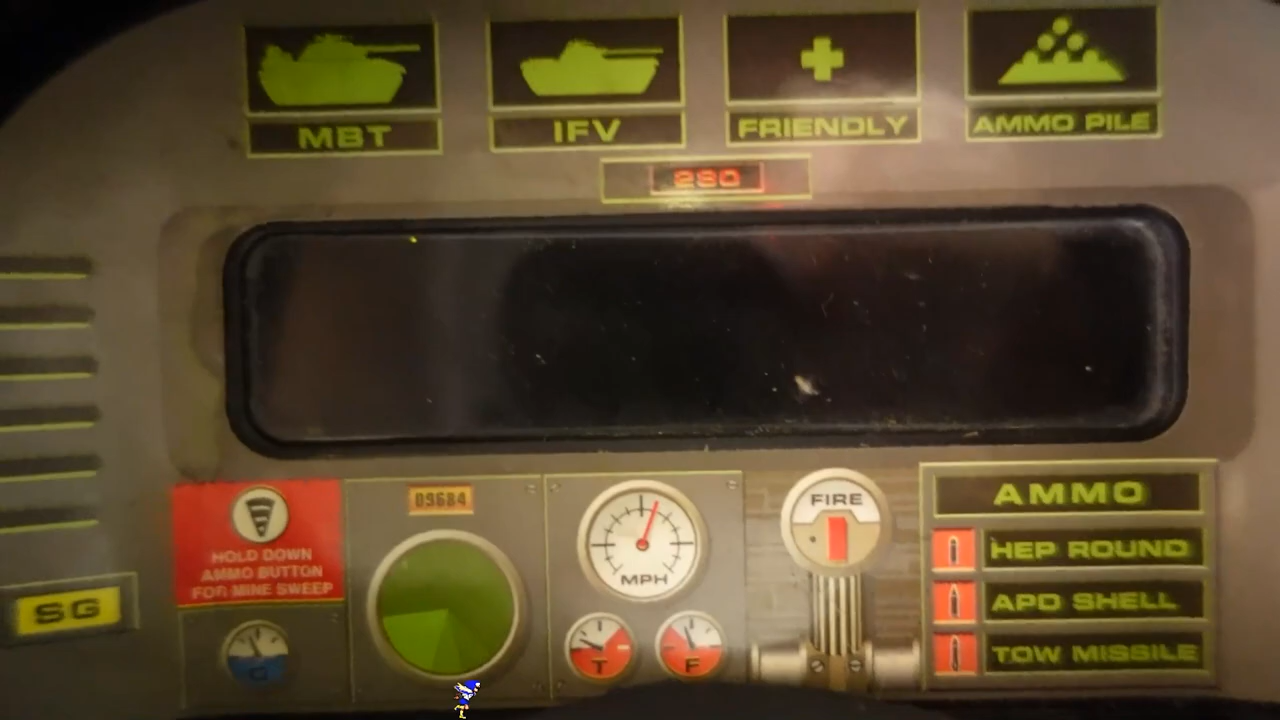 MBT
IFV
FRIENDLY
AMMO PILE
280
SG
HOLD DOWN
AMMO BUTTON
FOR MINE SWEEP
09684
MPH
T
F
FIRE
AMMO
HEP ROUND
APD SHELL
TOW MISSILE